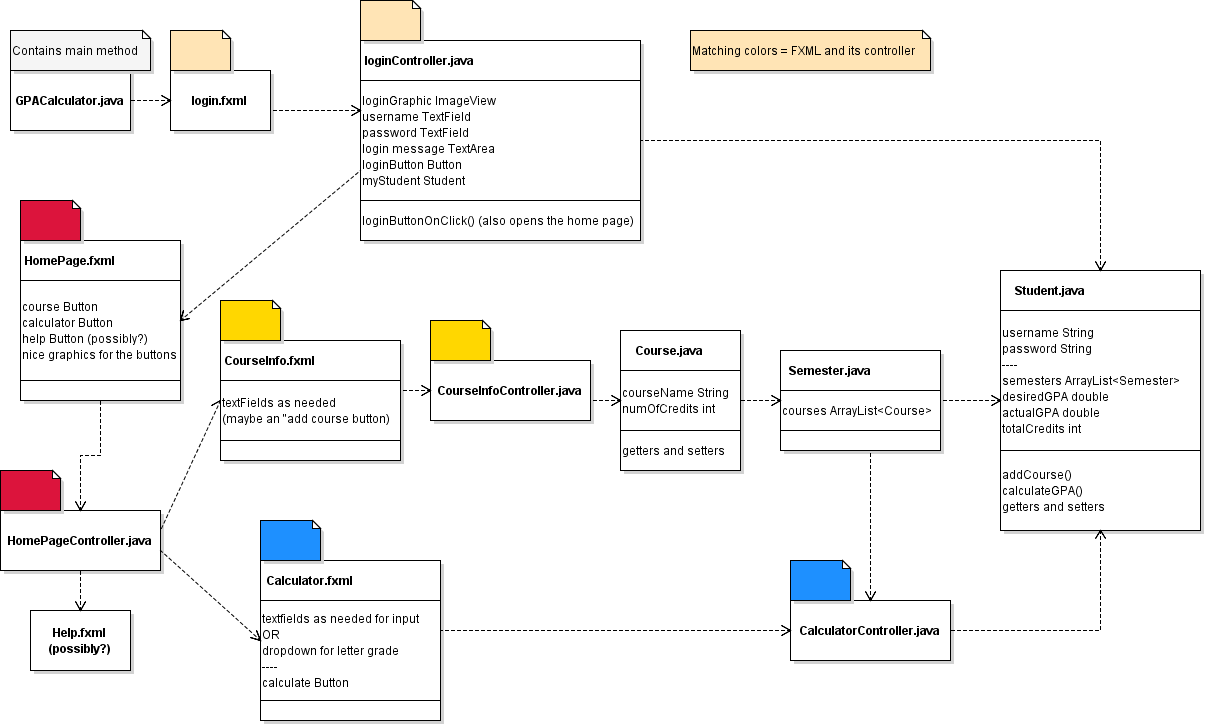 Contains main method
GPACalculator.java
login.fxml
loginController.java
loginGraphic ImageView
username TextField
password TextField
login message TextArea
loginButton Button
myStudent Student
loginButtonOnClick() (also opens the home page)
Matching colors = FXML and its controller
HomePage.fxml
course Button
calculator Button
help Button (possibly?)
nice graphics for the buttons
CourseInfo.fxml
textFields as needed
(maybe an "add course button)
CourseInfoController.java
Course.java
courseName String
numOfCredits int
getters and setters
Semester.java
courses ArrayList<Course>
Student.java
username String
password String
----
semesters ArrayList<Semester>
desiredGPA double
actualGPA double
totalCredits int
addCourse()
calculateGPA()
getters and setters
HomePageController.java
Help.fxml
(possibly?)
Calculator.fxml
textfields as needed for input
OR
dropdown for letter grade
----
calculate Button
CalculatorController.java